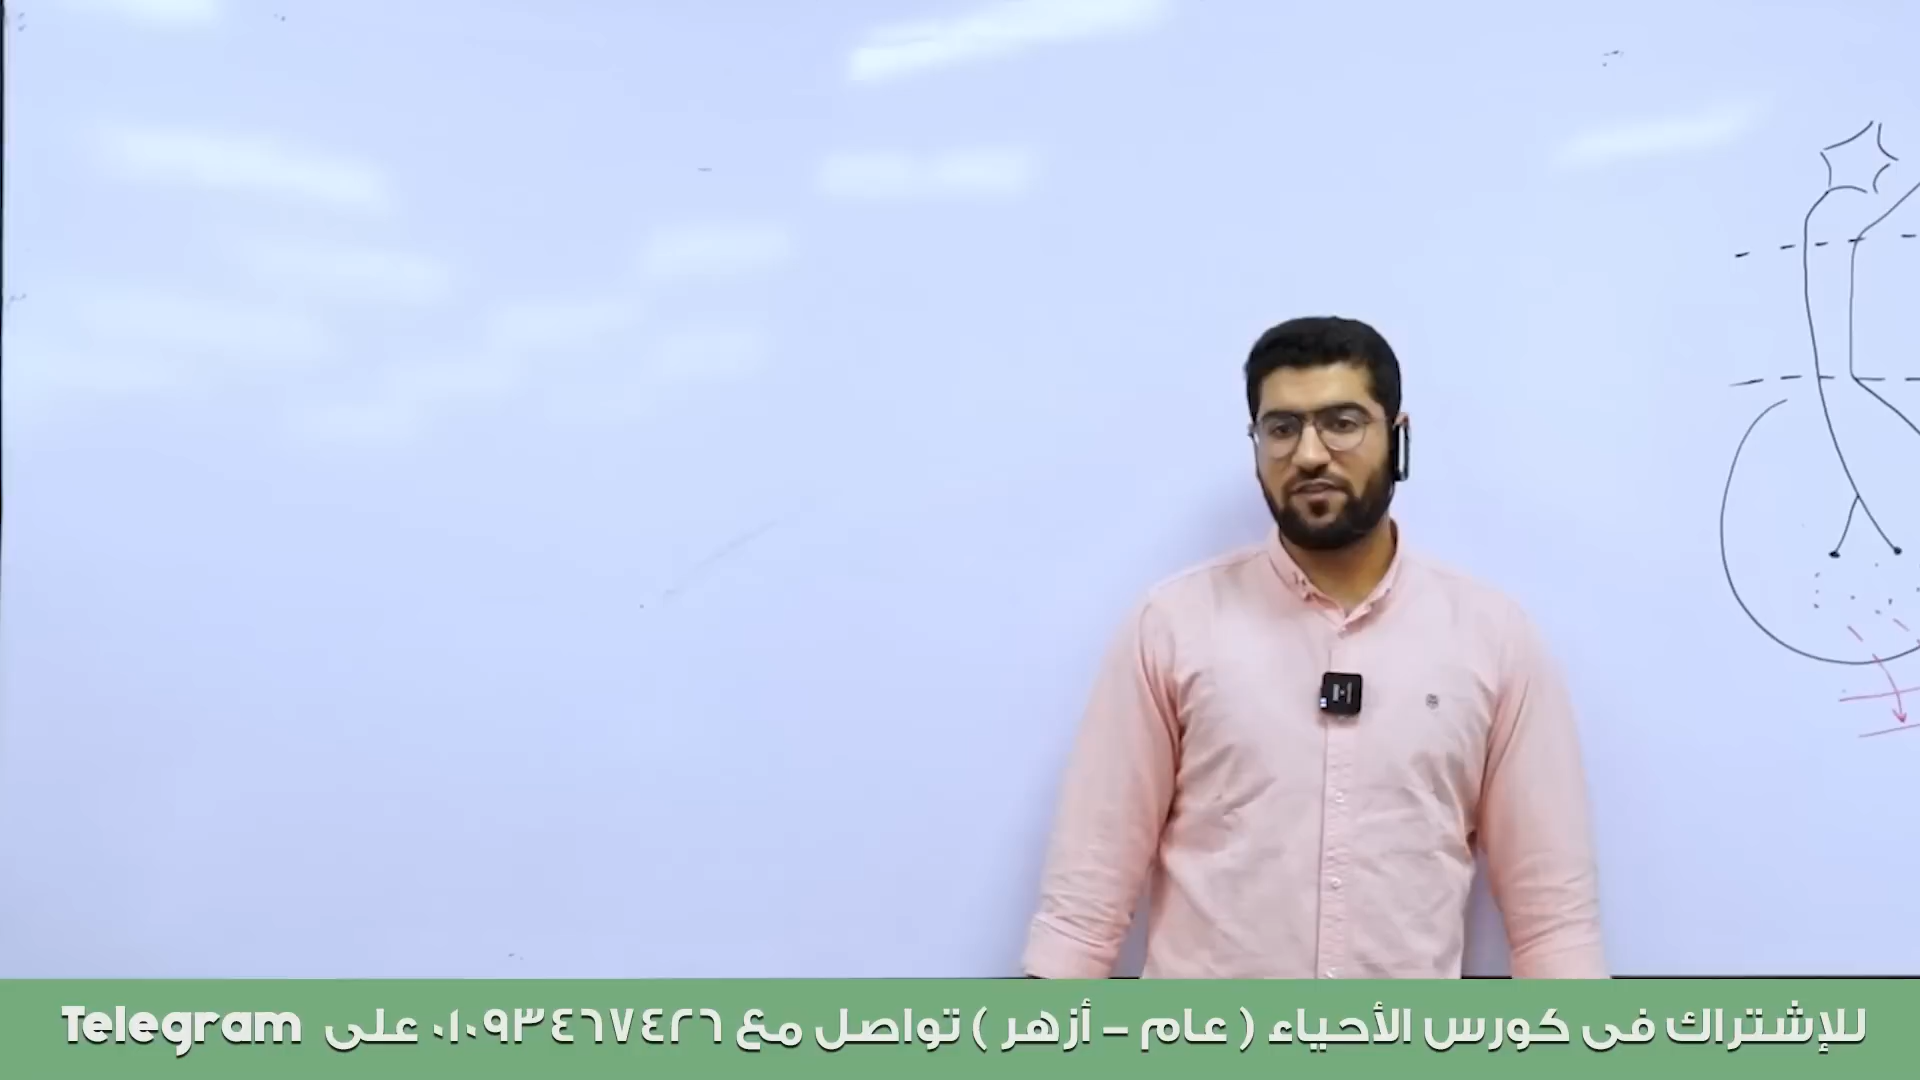 للإشتراك فى كورس الأحياء ( عام - أزهر ) تواصل مع ٠١٠٩٣٤٦٧٤٢٦ على Telegram